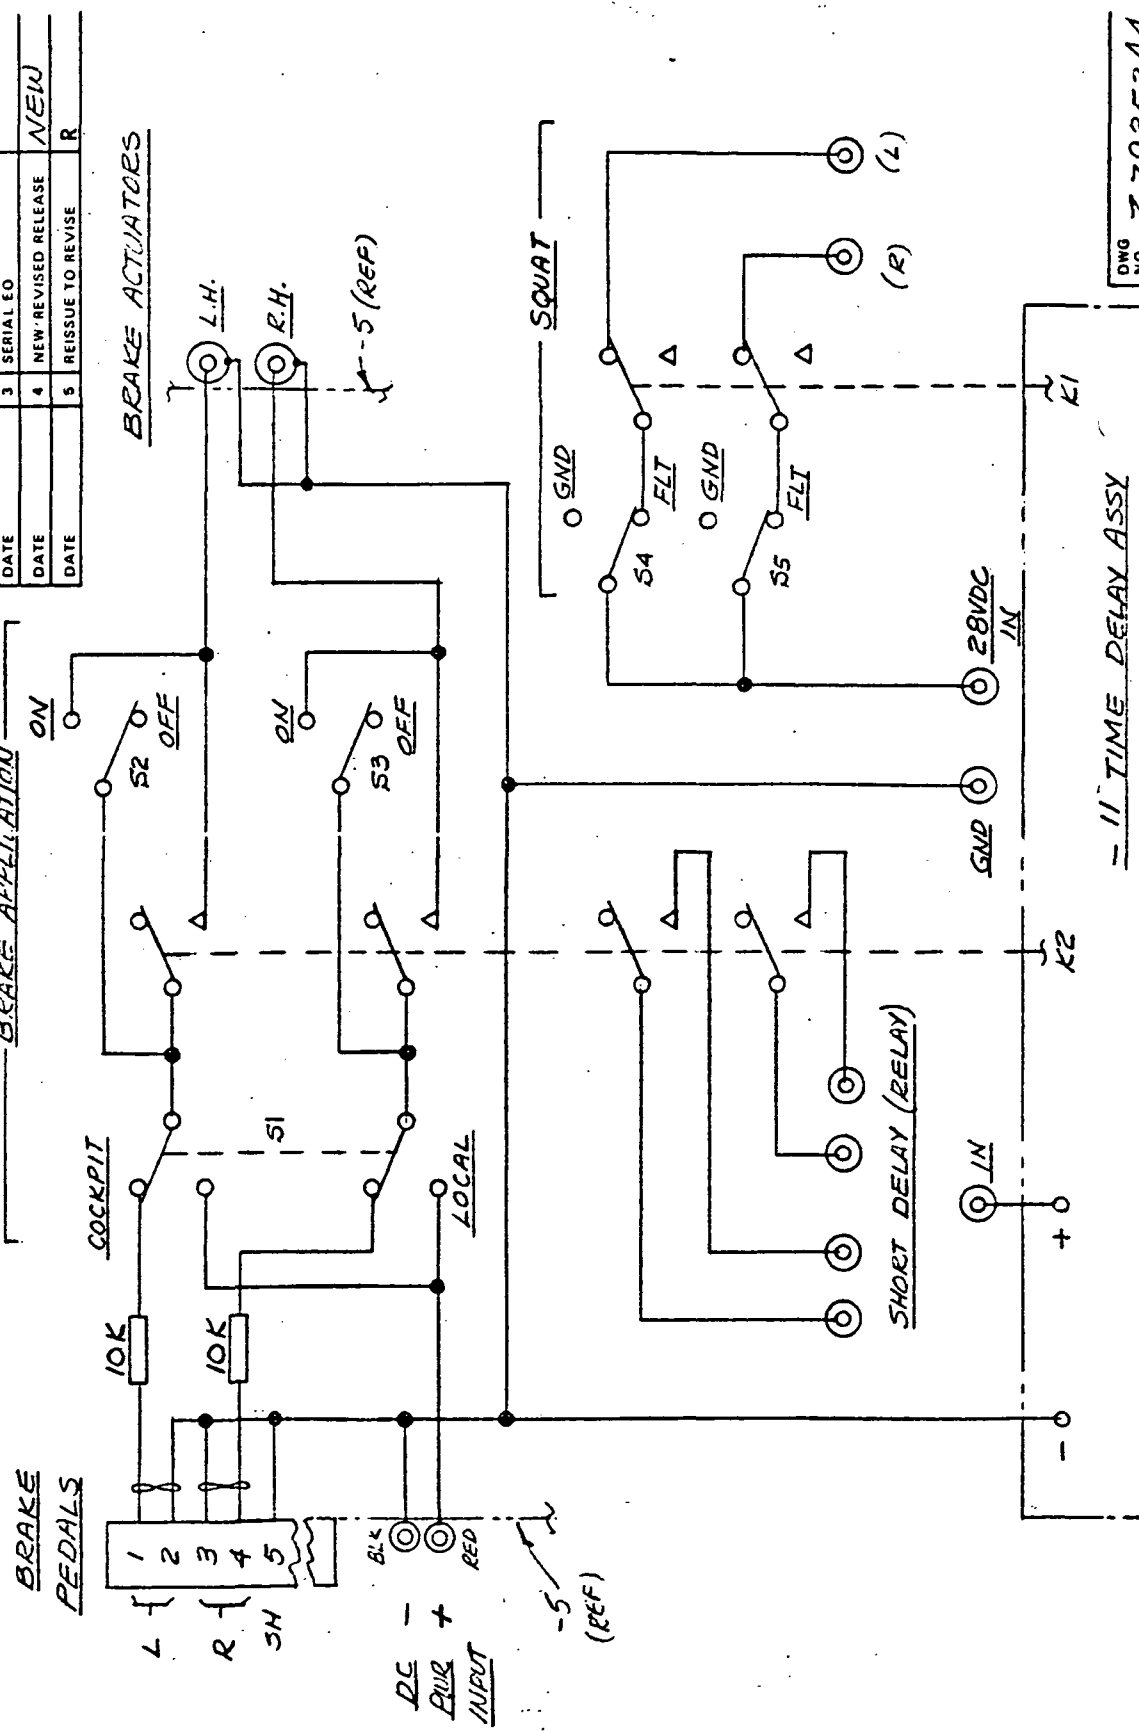 DATE 3 SERIAL EO
DATE 4 NEW/REVISED RELEASE NEW
DATE 5 REISSUE TO REVISE R
BRAKE APPLICATION
BRAKE ACTUATORS
BRAKE
PEDALS
COCKPIT
LOCAL
S1
10K
10K
ON
S2
OFF
ON
S3
OFF
L.H.
R.H.
-5 (REF)
L
R
SH
1
2
3
4
5
BLK
RED
DC -
PWR +
INPUT
-5
(REF)
SQUAT
GND
S4
FLT
GND
S5
FLT
(L)
(R)
SHORT DELAY (RELAY)
IN
GND
28VDC
IN
-
+
K2
K1
-11 TIME DELAY ASSY
DWG
NO.